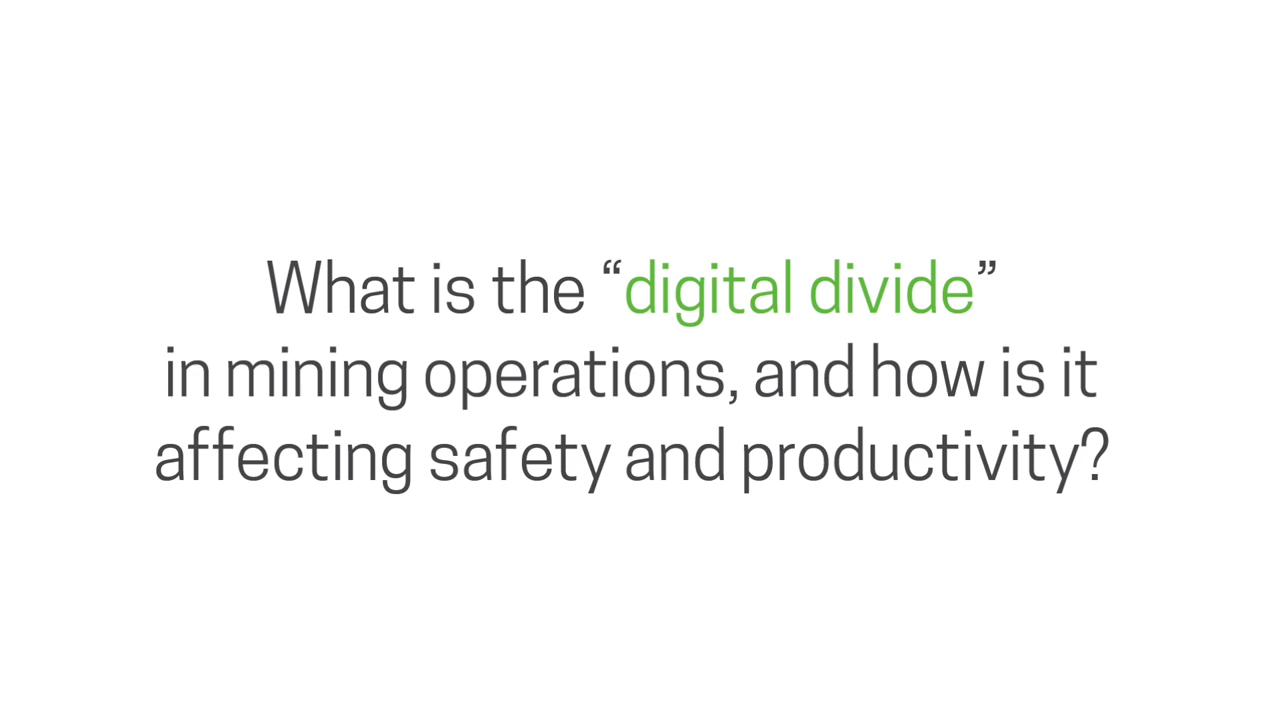 What is the “digital divide”
in mining operations, and how is it
affecting safety and productivity?